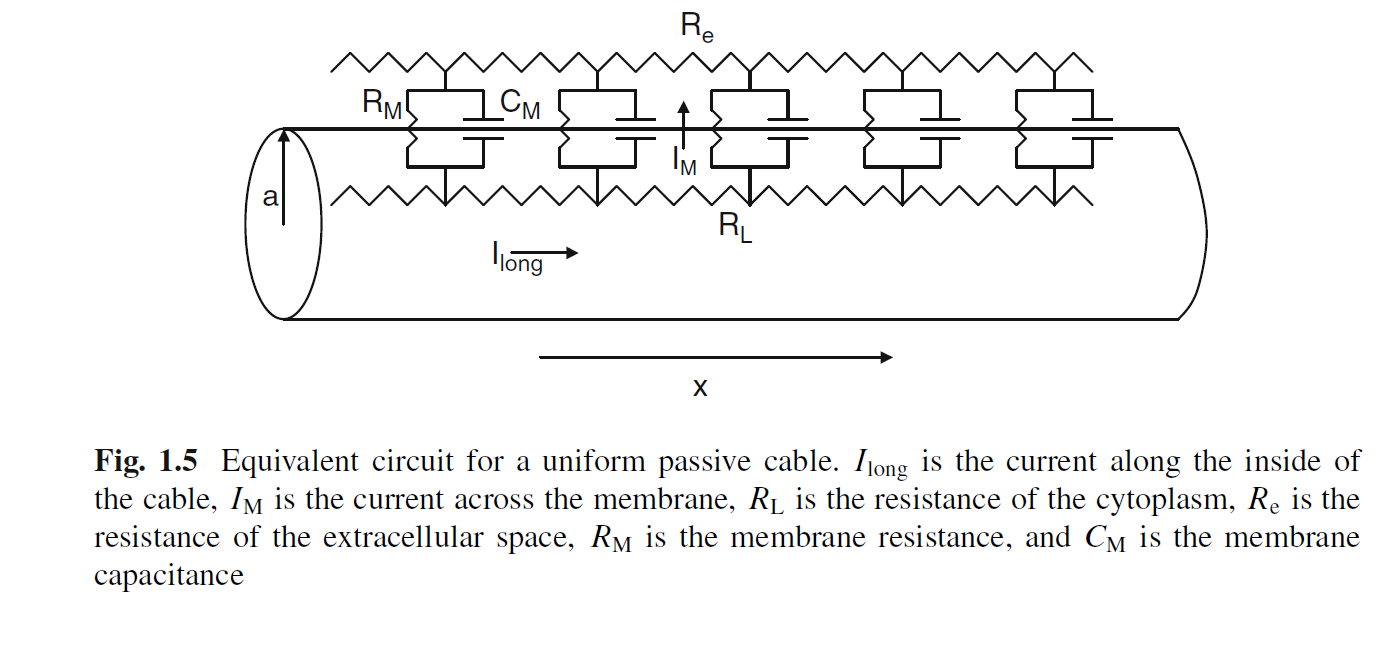 Re
RM
CM
IM
a
RL
Ilong
x
Fig. 1.5 Equivalent circuit for a uniform passive cable. Ilong is the current along the inside of
the cable, IM is the current across the membrane, RL is the resistance of the cytoplasm, Re is the
resistance of the extracellular space, RM is the membrane resistance, and CM is the membrane
capacitance